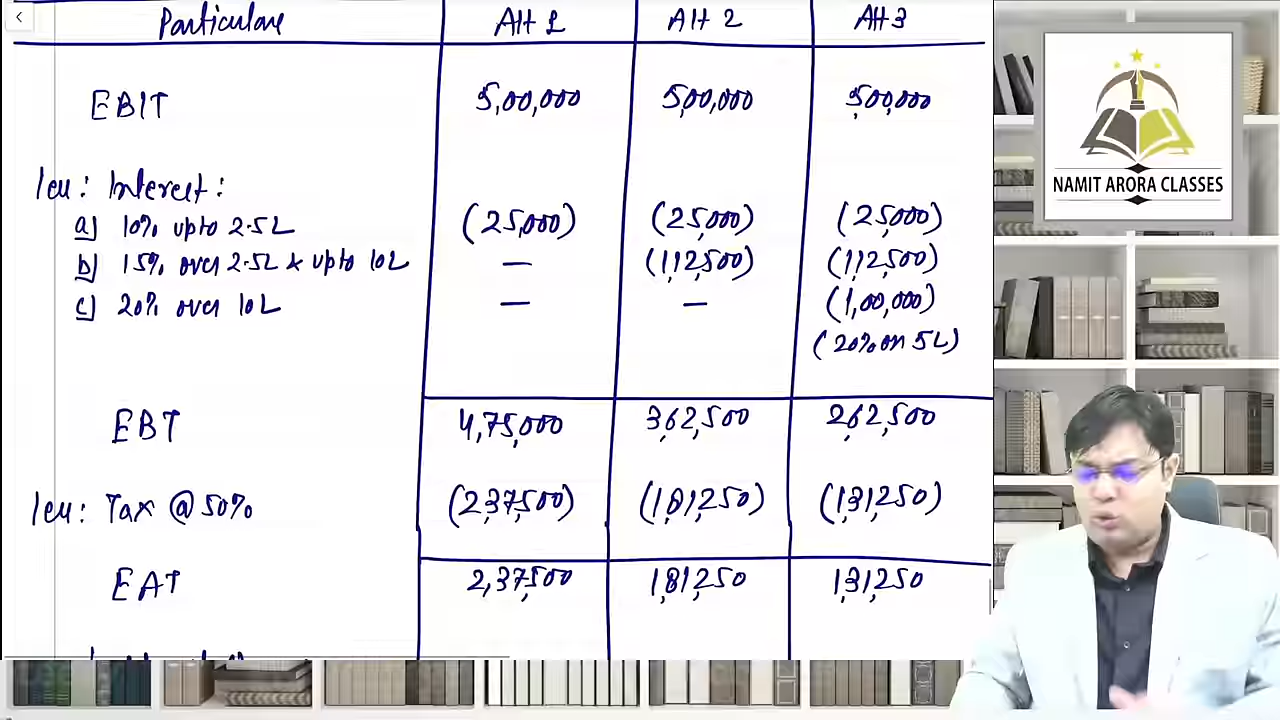 Particulars Alt 1 Alt 2 Alt 3
EBIT 5,00,000 5,00,000 5,00,000
Less: Interest:
a) 10% upto 2.5L (25,000) (25,000) (25,000)
b) 15% over 2.5L & upto 10L — (1,12,500) (1,12,500)
c) 20% over 10L — — (1,00,000)
(20% on 5L)
EBT 4,75,000 3,62,500 2,62,500
Less: Tax @ 50% (2,37,500) (1,81,250) (1,31,250)
EAT 2,37,500 1,81,250 1,31,250
NAMIT ARORA CLASSES